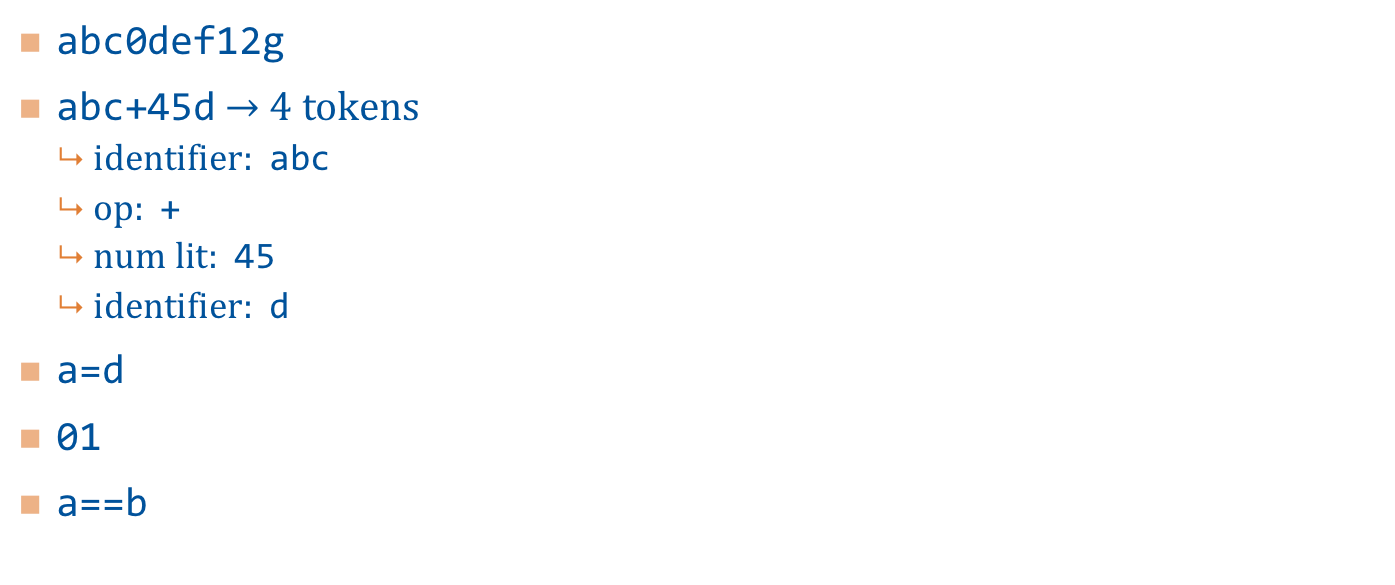 abc0def12g
abc+45d → 4 tokens
identifier: abc
op: +
num lit: 45
identifier: d
a=d
01
a==b